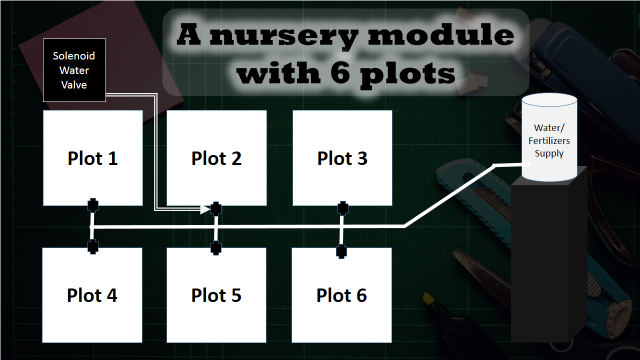 A nursery module
with 6 plots
Solenoid
Water
Valve
Water/
Fertilizers
Supply
Plot 1
Plot 2
Plot 3
Plot 4
Plot 5
Plot 6